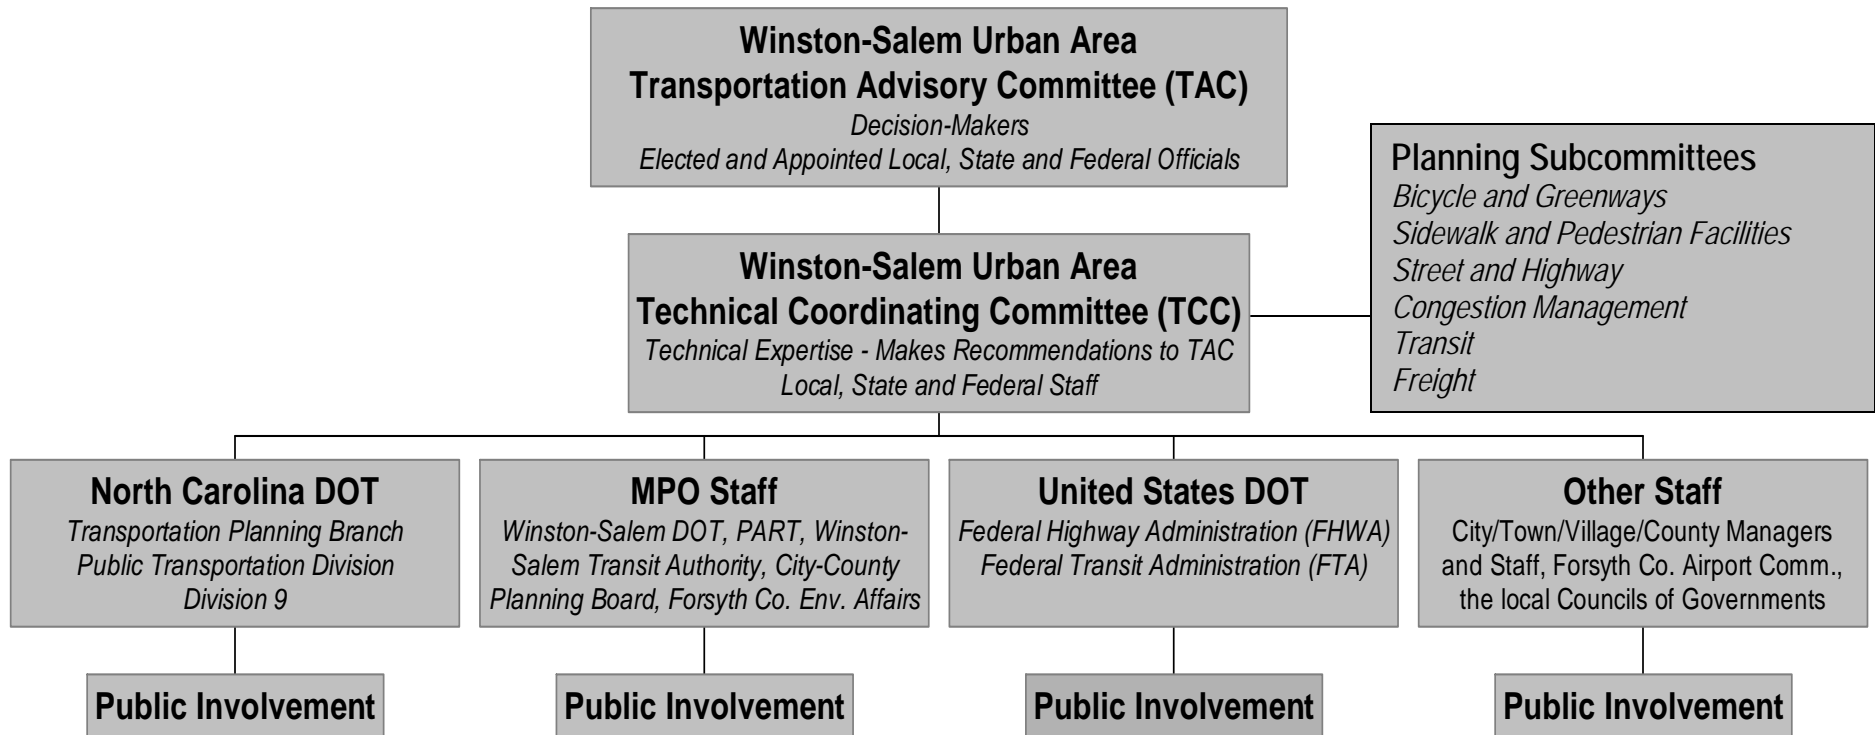 Winston-Salem Urban Area
Transportation Advisory Committee (TAC)
Decision-Makers
Elected and Appointed Local, State and Federal Officials
Planning Subcommittees
Bicycle and Greenways
Sidewalk and Pedestrian Facilities
Street and Highway
Congestion Management
Transit
Freight
Winston-Salem Urban Area
Technical Coordinating Committee (TCC)
Technical Expertise - Makes Recommendations to TAC
Local, State and Federal Staff
North Carolina DOT
Transportation Planning Branch
Public Transportation Division
Division 9
MPO Staff
Winston-Salem DOT, PART, Winston-
Salem Transit Authority, City-County
Planning Board, Forsyth Co. Env. Affairs
United States DOT
Federal Highway Administration (FHWA)
Federal Transit Administration (FTA)
Other Staff
City/Town/Village/County Managers
and Staff, Forsyth Co. Airport Comm.,
the local Councils of Governments
Public Involvement
Public Involvement
Public Involvement
Public Involvement